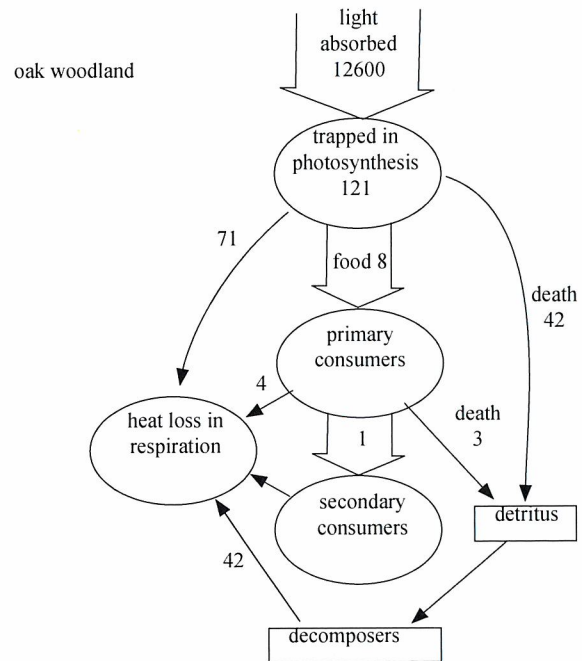 light
absorbed
12600
oak woodland
trapped in
photosynthesis
121
71
food 8
death
42
primary
consumers
4
death
3
heat loss in
respiration
1
secondary
consumers
detritus
42
decomposers